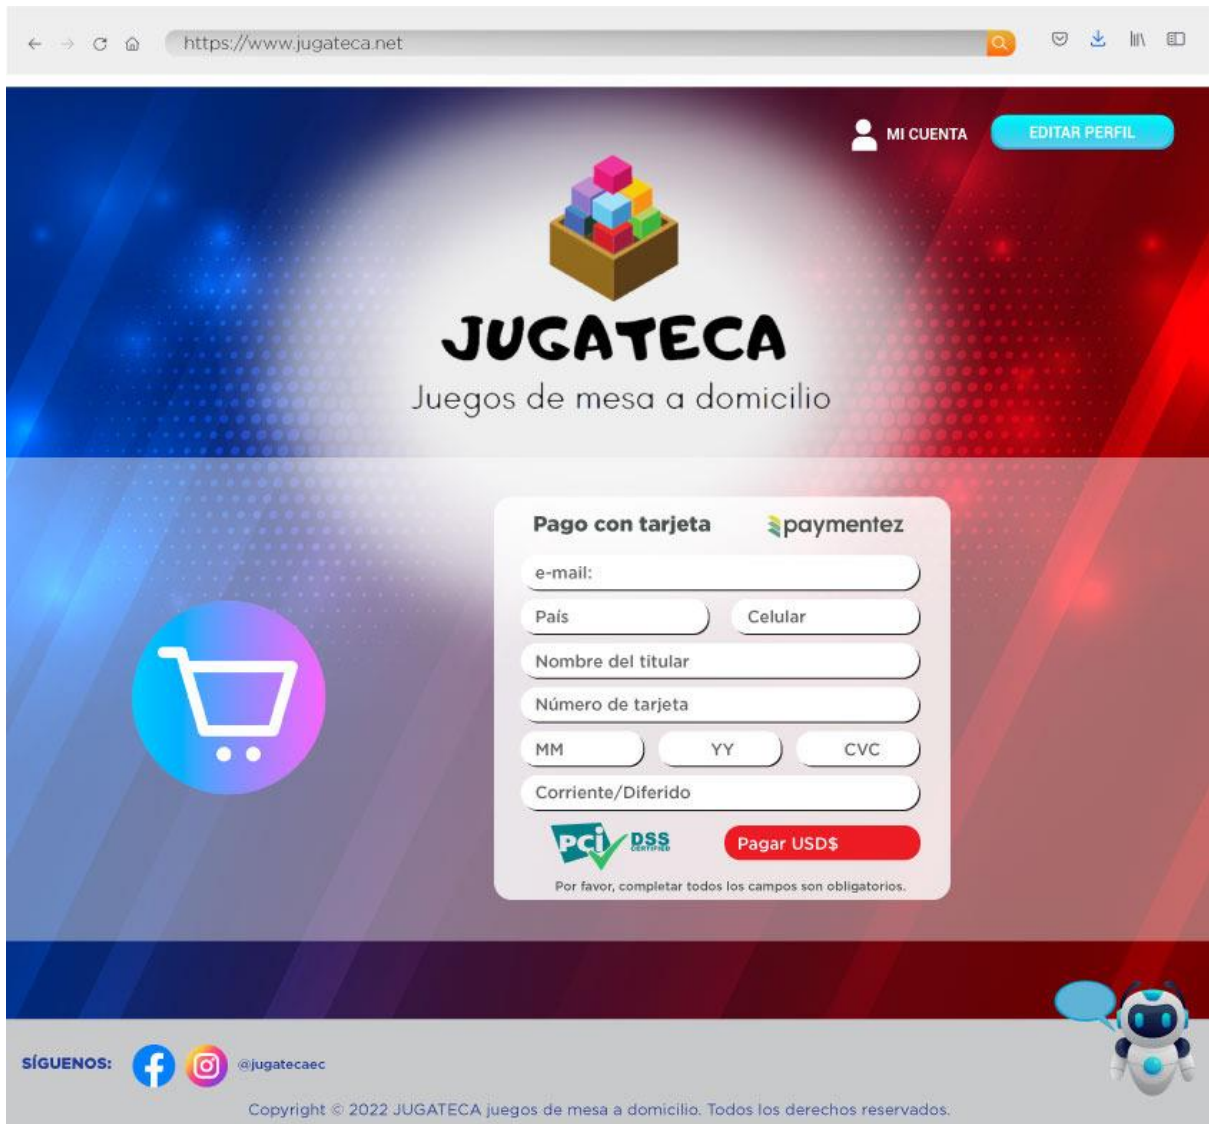 https://www.jugateca.net
MI CUENTA
EDITAR PERFIL
JUGATECA
Juegos de mesa a domicilio
Pago con tarjeta
paymentez
e-mail:
País
Celular
Nombre del titular
Número de tarjeta
MM
YY
CVC
Corriente/Diferido
PCi DSS
CERTIFIED
Pagar USD$
Por favor, completar todos los campos son obligatorios.
SÍGUENOS:
@jugatecaec
Copyright © 2022 JUGATECA juegos de mesa a domicilio. Todos los derechos reservados.